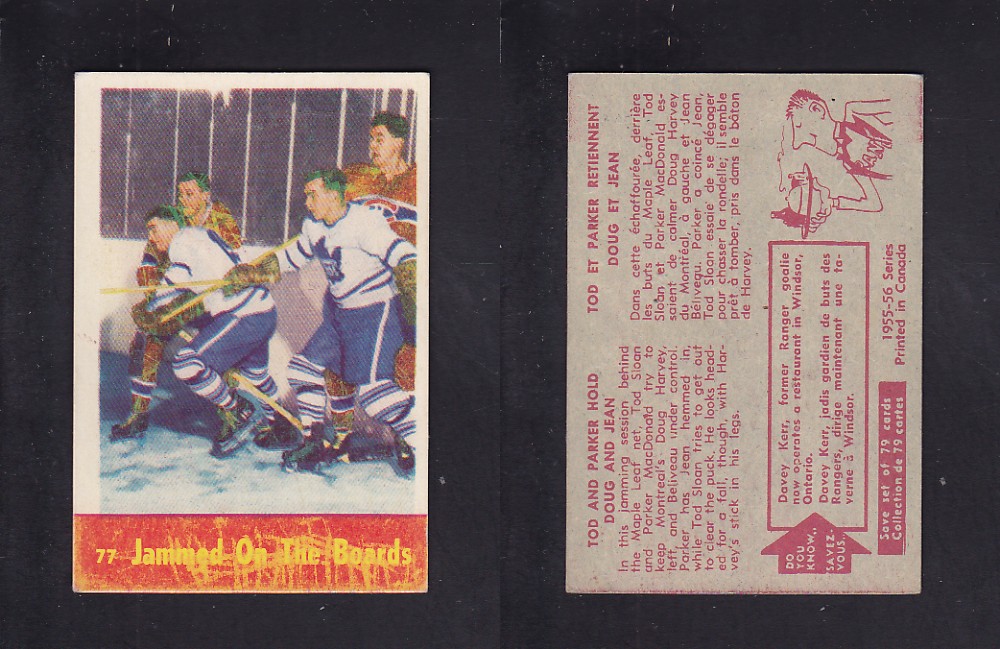 77 Jammed On The Boards
TOD AND PARKER HOLD
DOUG AND JEAN
In this jamming session behind
the Maple Leaf net, Tod Sloan
and Parker MacDonald try to
keep Montreal's Doug Harvey,
left, and Beliveau under control.
Parker has Jean hemmed in;
while Tod Sloan tries to get out
to clear the puck. He looks head-
ed for a fall, though, with Har-
vey's stick in his legs.
TOD ET PARKER RETIENNENT
DOUG ET JEAN
Dans cette échaffourée, derrière
les buts du Maple Leaf, Tod
Sloan et Parker MacDonald es-
saient de calmer Doug Harvey
du Montréal, à gauche et Jean
Bélivegu. Parker a coincé Jean,
Tod Sloan essaie de se dégager
pour chasser la rondelle; il semble
prêt à tomber, pris dans le bâton
de Harvey.
DO
YOU
KNOW..
SAVEZ
VOUS..
Davey Kerr, former Ranger goalie
now operates a restaurant in Windsor,
Ontario.
Davey Kerr, jadis gardien de buts des
Rangers, dirige maintenant une ta-
verne à Windsor.
Save set of 79 cards
Collection de 79 cartes
1955-56 Series
Printed in Canada